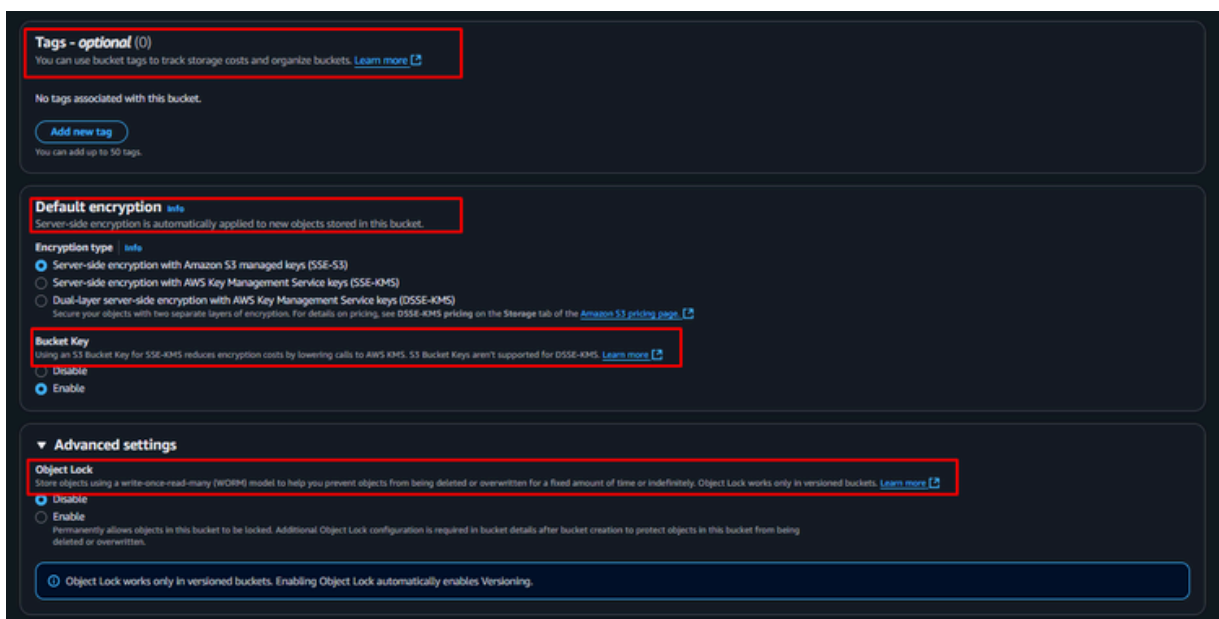 Tags - optional (0)
You can use bucket tags to track storage costs and organize buckets. Learn more
No tags associated with this bucket.
Add new tag
You can add up to 50 tags.
Default encryption Info
Server-side encryption is automatically applied to new objects stored in this bucket.
Encryption type Info
Server-side encryption with Amazon S3 managed keys (SSE-S3)
Server-side encryption with AWS Key Management Service keys (SSE-KMS)
Dual-layer server-side encryption with AWS Key Management Service keys (DSSE-KMS)
Secure your objects with two separate layers of encryption. For details on pricing, see DSSE-KMS pricing on the Storage tab of the Amazon S3 pricing page.
Bucket Key
Using an S3 Bucket Key for SSE-KMS reduces encryption costs by lowering calls to AWS KMS. S3 Bucket Keys aren't supported for DSSE-KMS. Learn more
Disable
Enable
Advanced settings
Object Lock
Store objects using a write-once-read-many (WORM) model to help you prevent objects from being deleted or overwritten for a fixed amount of time or indefinitely. Object Lock works only in versioned buckets. Learn more
Disable
Enable
Permanently allows objects in this bucket to be locked. Additional Object Lock configuration is required in bucket details after bucket creation to protect objects in this bucket from being
deleted or overwritten.
Object Lock works only in versioned buckets. Enabling Object Lock automatically enables Versioning.